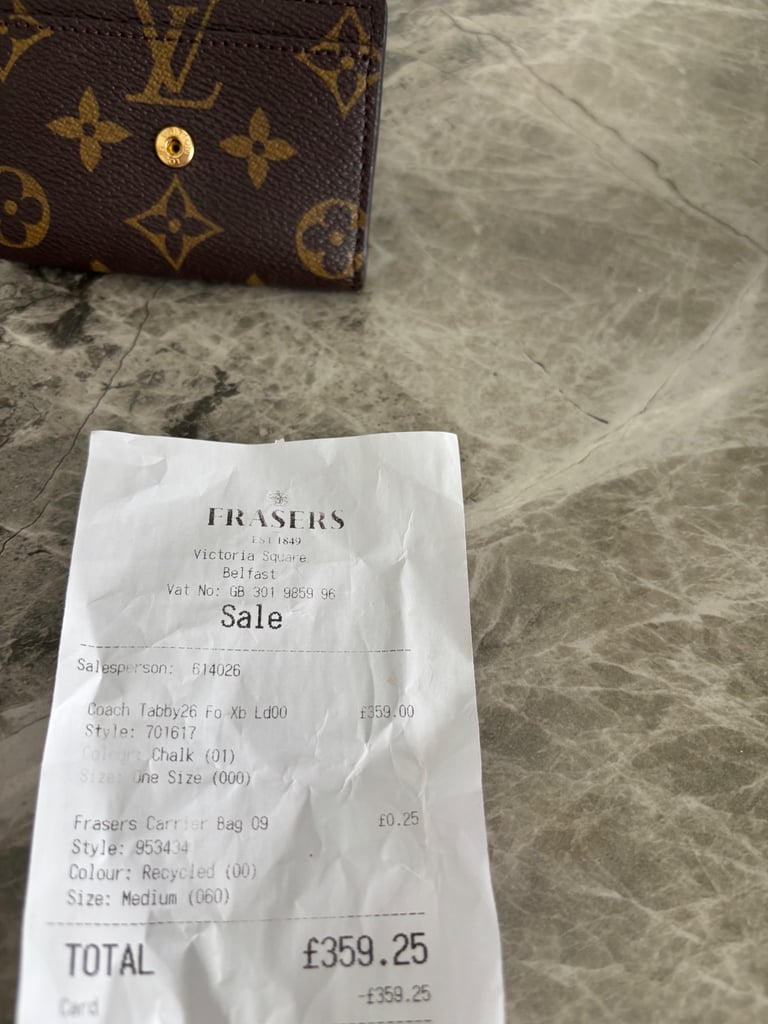 LV
FRASERS
EST 1849
Victoria Square
Belfast
Vat No: GB 301 9859 96
Sale
Salesperson: 614026
Coach Tabby26 Fo Xb Ld00 £359.00
Style: 701617
Colour: Chalk (01)
Size: One Size (000)
Frasers Carrier Bag 09 £0.25
Style: 953434
Colour: Recycled (00)
Size: Medium (060)
TOTAL £359.25
Card -£359.25